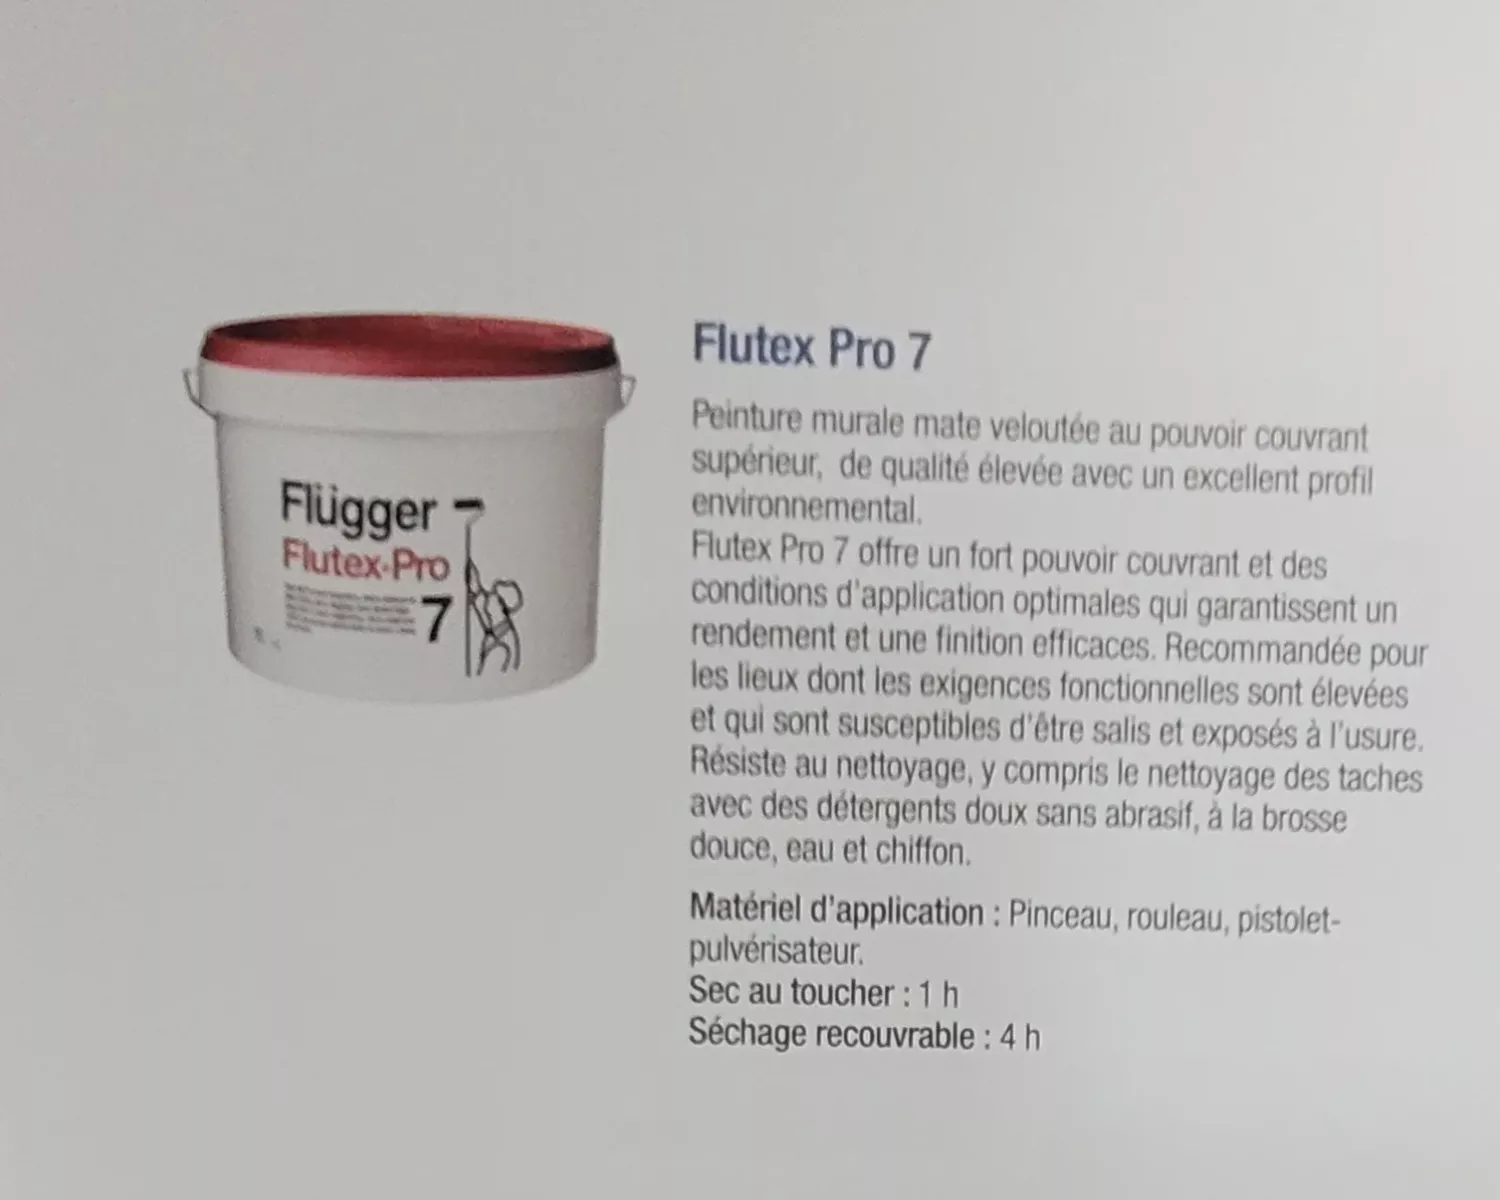 Flügger
Flutex-Pro
7
Flutex Pro 7
Peinture murale mate veloutée au pouvoir couvrant
supérieur, de qualité élevée avec un excellent profil
environnemental.
Flutex Pro 7 offre un fort pouvoir couvrant et des
conditions d'application optimales qui garantissent un
rendement et une finition efficaces. Recommandée pour
les lieux dont les exigences fonctionnelles sont élevées
et qui sont susceptibles d'être salis et exposés à l'usure.
Résiste au nettoyage, y compris le nettoyage des taches
avec des détergents doux sans abrasif, à la brosse
douce, eau et chiffon.
Matériel d'application : Pinceau, rouleau, pistolet-
pulvérisateur.
Sec au toucher : 1 h
Séchage recouvrable : 4 h